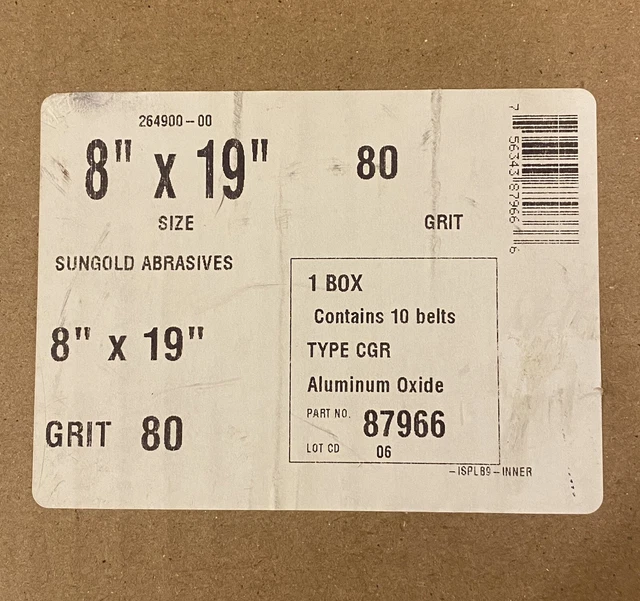 264900-00
8" x 19"
SIZE
80
GRIT
SUNGOLD ABRASIVES
8" x 19"
GRIT 80
1 BOX
Contains 10 belts
TYPE CGR
Aluminum Oxide
PART NO. 87966
LOT CD 06
-ISPLB9-INNER
7 56343 87966 6